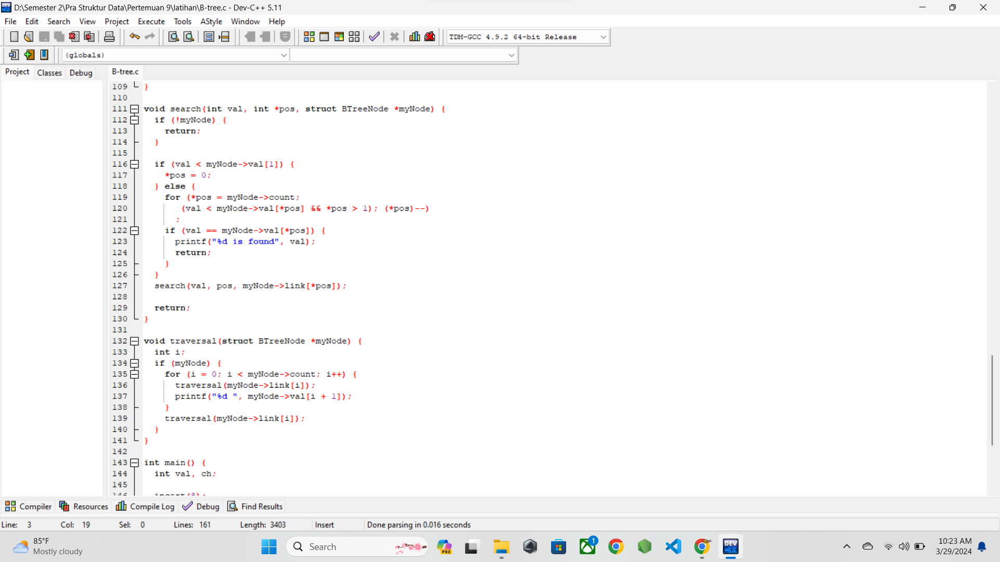 D:\Semester 2\Pra Struktur Data\Pertemuan 9\latihan\B-tree.c - Dev-C++ 5.11
File Edit Search View Project Execute Tools AStyle Window Help
TDM-GCC 4.9.2 64-bit Release
(globals)
Project Classes Debug B-tree.c
109 }
110
111 void search(int val, int *pos, struct BTreeNode *myNode) {
112 if (!myNode) {
113 return;
114 }
115
116 if (val < myNode->val[1]) {
117 *pos = 0;
118 } else {
119 for (*pos = myNode->count;
120 (val < myNode->val[*pos] && *pos > 1); (*pos)--)
121 ;
122 if (val == myNode->val[*pos]) {
123 printf("%d is found", val);
124 return;
125 }
126 }
127 search(val, pos, myNode->link[*pos]);
128
129 return;
130 }
131
132 void traversal(struct BTreeNode *myNode) {
133 int i;
134 if (myNode) {
135 for (i = 0; i < myNode->count; i++) {
136 traversal(myNode->link[i]);
137 printf("%d ", myNode->val[i + 1]);
138 }
139 traversal(myNode->link[i]);
140 }
141 }
142
143 int main() {
144 int val, ch;
145
146 insert(8);
Compiler Resources Compile Log Debug Find Results
Line: 3 Col: 19 Sel: 0 Lines: 161 Length: 3403 Insert Done parsing in 0.016 seconds
85°F
Mostly cloudy
Search
PRE
1
DEV
C++
10:23 AM
3/29/2024